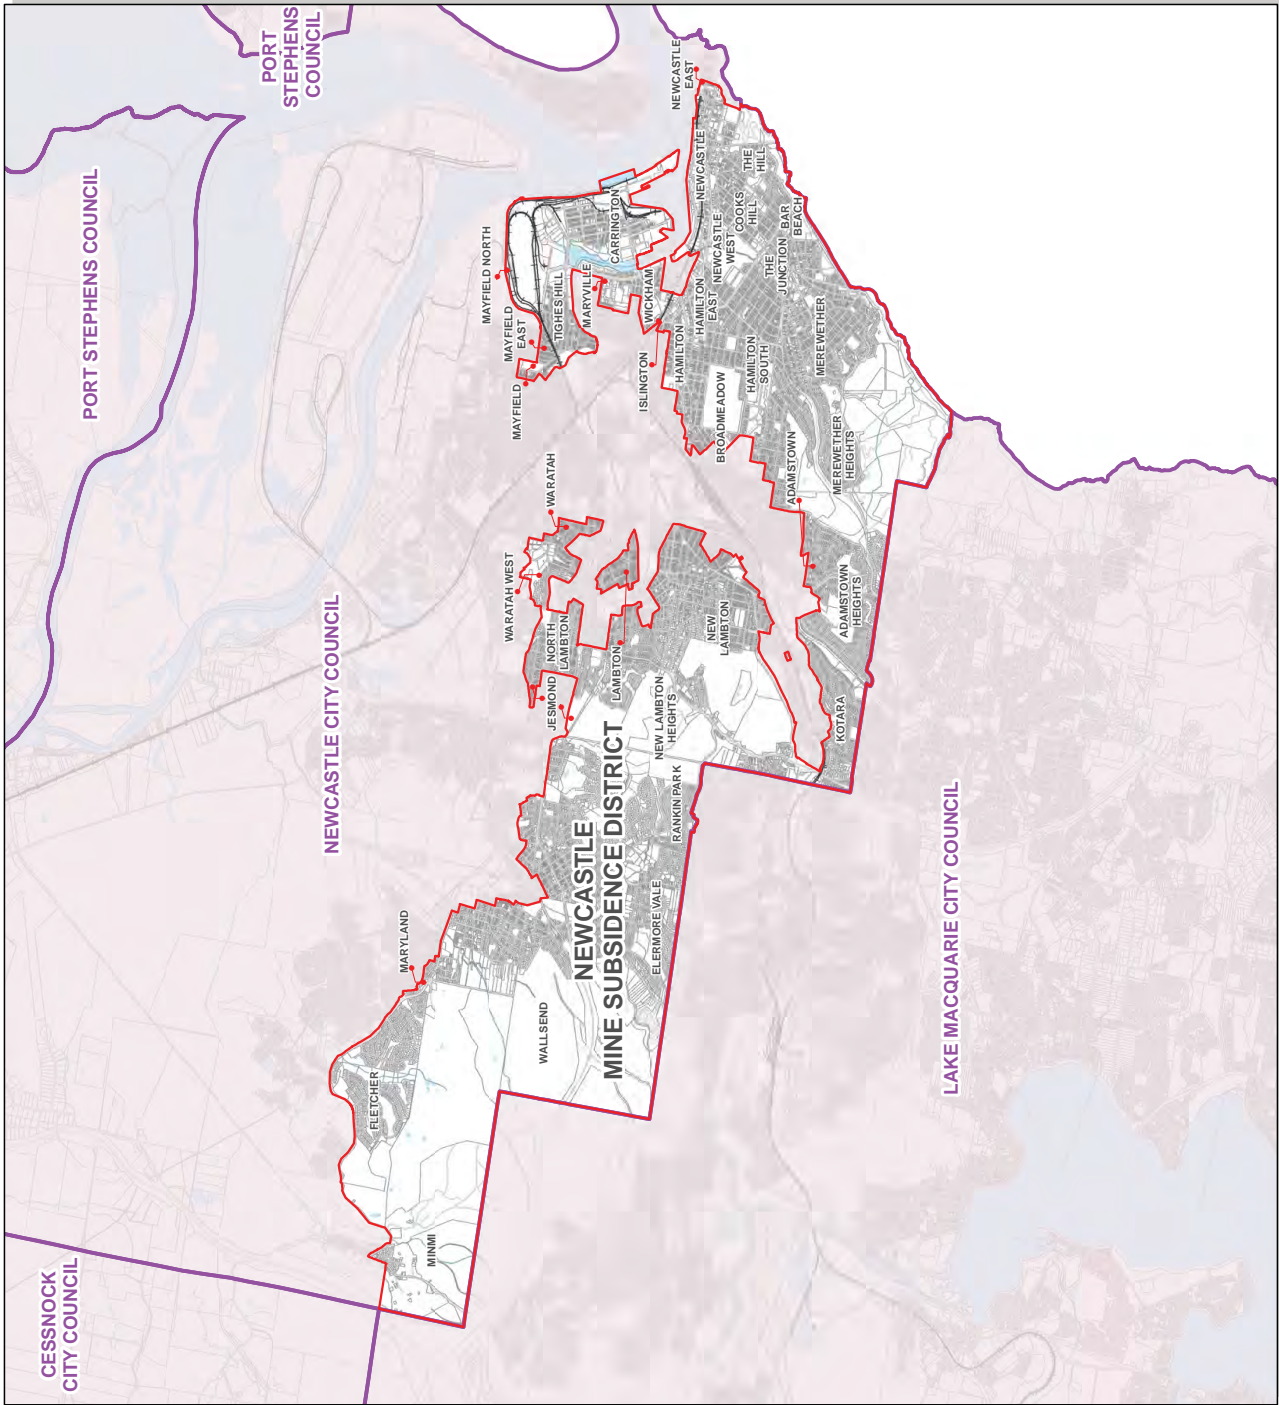 CESSNOCK
CITY COUNCIL
PORT STEPHENS COUNCIL
PORT
STEPHENS
COUNCIL
NEWCASTLE CITY COUNCIL
LAKE MACQUARIE CITY COUNCIL
NEWCASTLE
MINE SUBSIDENCE DISTRICT
MINMI
FLETCHER
MARYLAND
WALLSEND
ELERMORE VALE
RANKIN PARK
NEW LAMBTON
HEIGHTS
JESMOND
NORTH
LAMBTON
LAMBTON
WARATAH WEST
WARATAH
NEW
LAMBTON
KOTARA
ADAMSTOWN
HEIGHTS
ADAMSTOWN
MEREWETHER
HEIGHTS
MEREWETHER
BROADMEADOW
HAMILTON
SOUTH
HAMILTON
HAMILTON
EAST
ISLINGTON
MAYFIELD
MAYFIELD
EAST
MAYFIELD NORTH
TIGHES HILL
MARYVILLE
WICKHAM
CARRINGTON
NEWCASTLE
WEST
NEWCASTLE
NEWCASTLE
EAST
COOKS
HILL
THE
HILL
THE
JUNCTION
BAR
BEACH